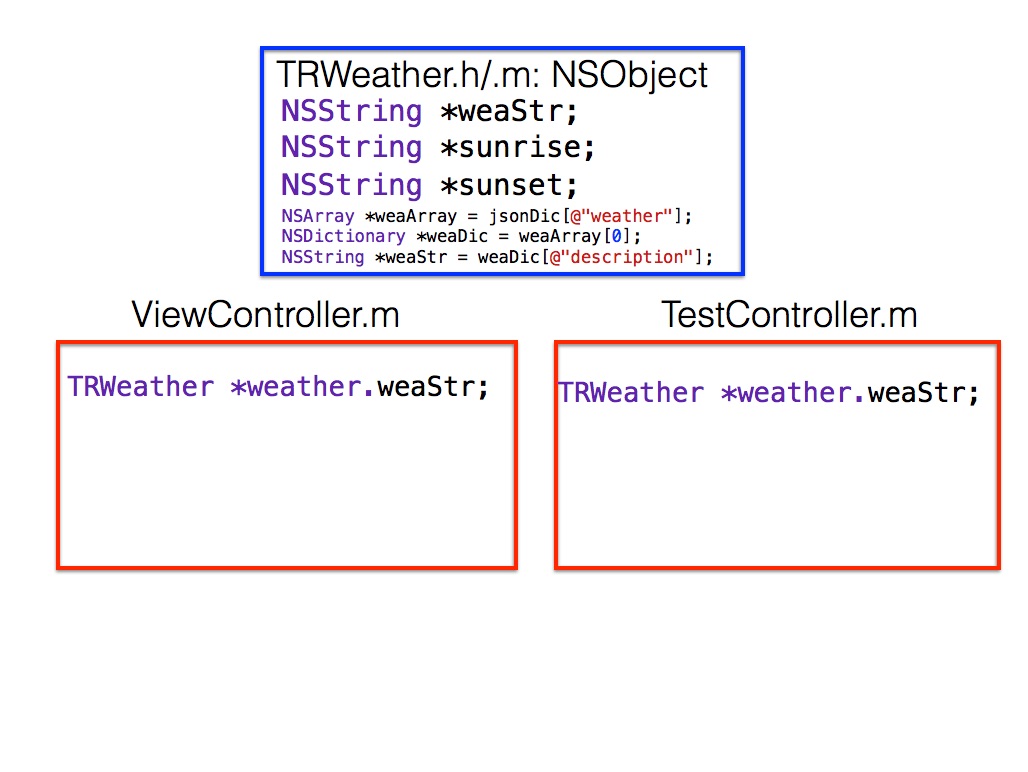 TRWeather.h/.m: NSObject
NSString *weaStr;
NSString *sunrise;
NSString *sunset;
NSArray *weaArray = jsonDic[@"weather"];
NSDictionary *weaDic = weaArray[0];
NSString *weaStr = weaDic[@"description"];
ViewController.m
TRWeather *weather.weaStr;
TestController.m
TRWeather *weather.weaStr;